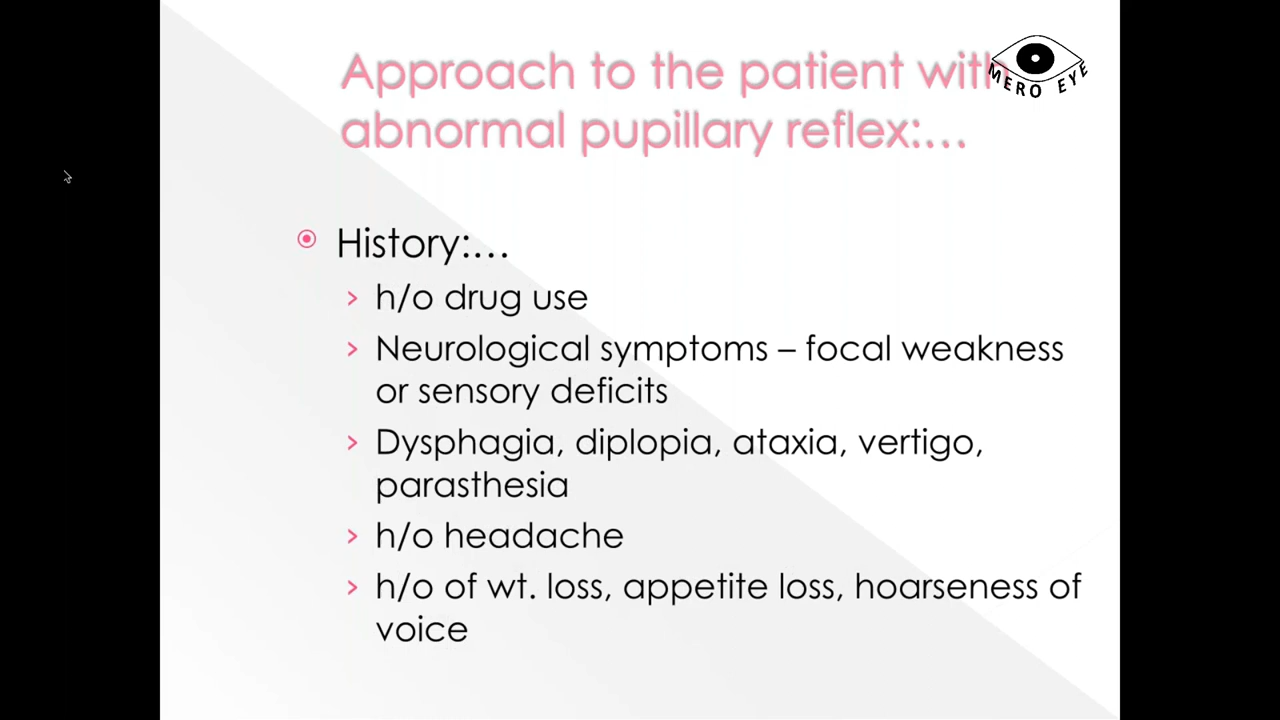 Approach to the patient with
abnormal pupillary reflex:...
MERO EYE
History:...
h/o drug use
Neurological symptoms – focal weakness
or sensory deficits
Dysphagia, diplopia, ataxia, vertigo,
parasthesia
h/o headache
h/o of wt. loss, appetite loss, hoarseness of
voice